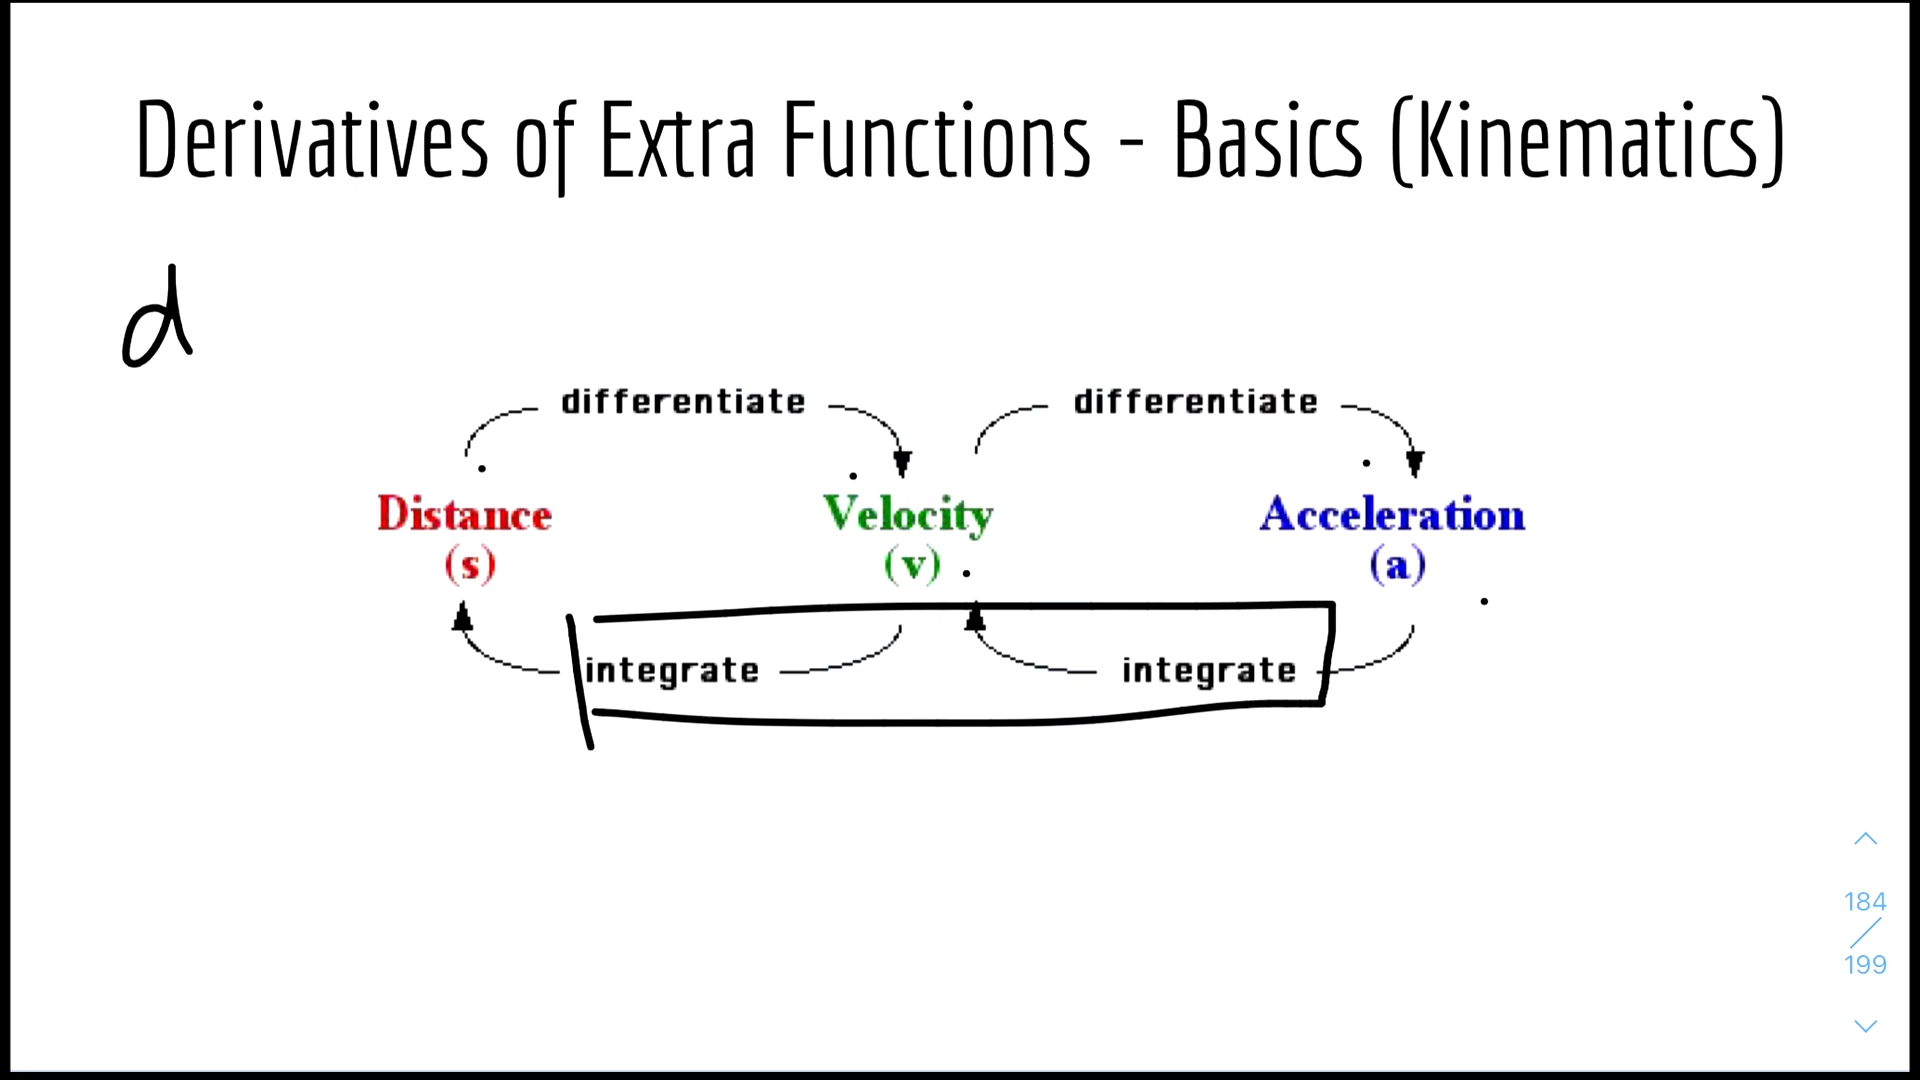 Derivatives of Extra Functions - Basics (Kinematics)
d
differentiate differentiate
Distance Velocity Acceleration
(s) (v) (a)
integrate integrate
184
/
199